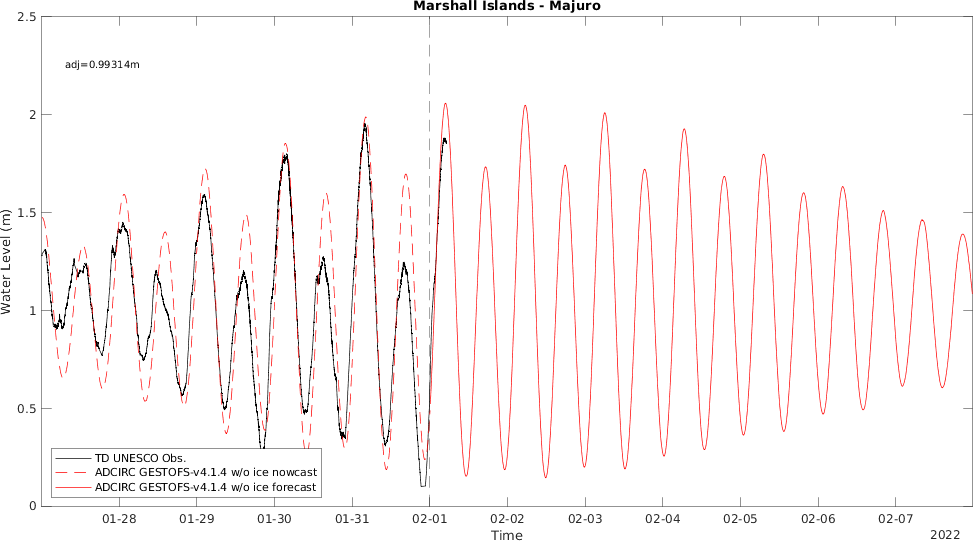 Marshall Islands - Majuro
adj=0.99314m
2.5
2
1.5
1
0.5
0
Water Level (m)
TD UNESCO Obs.
ADCIRC GESTOFS-v4.1.4 w/o ice nowcast
ADCIRC GESTOFS-v4.1.4 w/o ice forecast
01-28 01-29 01-30 01-31 02-01 02-02 02-03 02-04 02-05 02-06 02-07
Time
2022